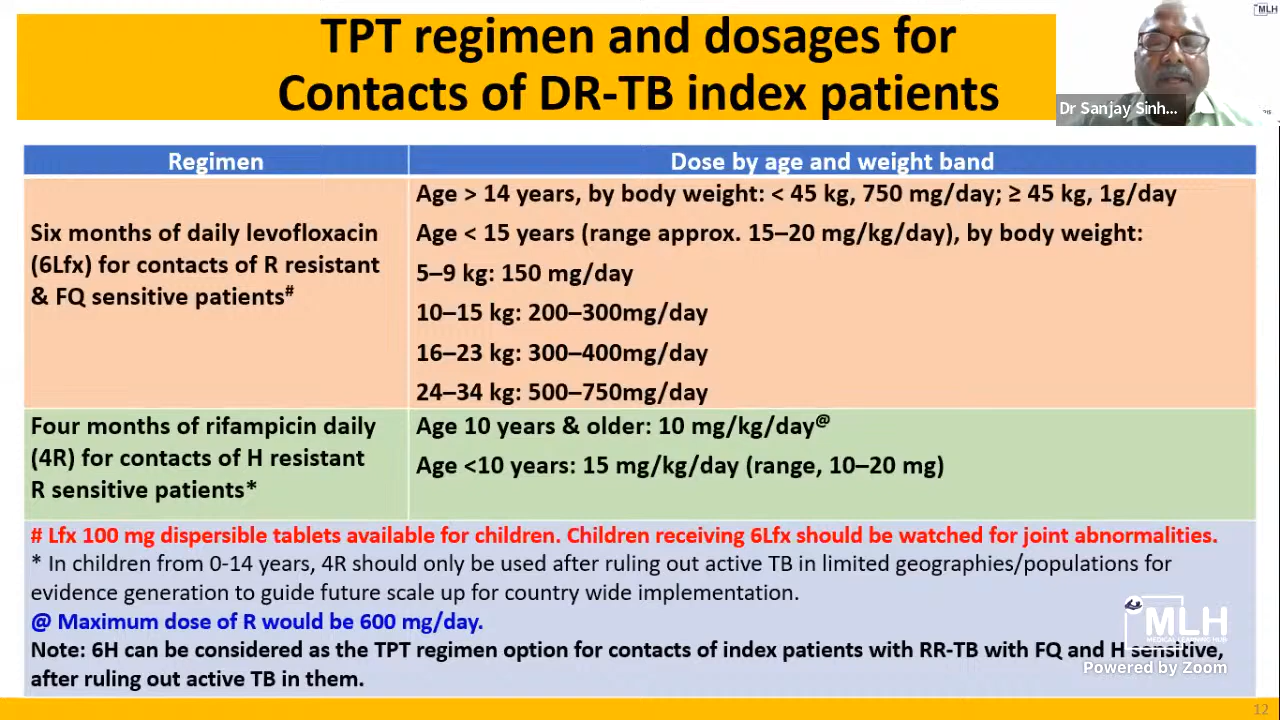 TPT regimen and dosages for
Contacts of DR-TB index patients
MLH
Dr Sanjay Sinh...
Regimen
Dose by age and weight band
Six months of daily levofloxacin
(6Lfx) for contacts of R resistant
& FQ sensitive patients#
Age > 14 years, by body weight: < 45 kg, 750 mg/day; ≥ 45 kg, 1g/day
Age < 15 years (range approx. 15–20 mg/kg/day), by body weight:
5–9 kg: 150 mg/day
10–15 kg: 200–300mg/day
16–23 kg: 300–400mg/day
24–34 kg: 500–750mg/day
Four months of rifampicin daily
(4R) for contacts of H resistant
R sensitive patients*
Age 10 years & older: 10 mg/kg/day@
Age <10 years: 15 mg/kg/day (range, 10–20 mg)
# Lfx 100 mg dispersible tablets available for children. Children receiving 6Lfx should be watched for joint abnormalities.
* In children from 0-14 years, 4R should only be used after ruling out active TB in limited geographies/populations for
evidence generation to guide future scale up for country wide implementation.
@ Maximum dose of R would be 600 mg/day.
Note: 6H can be considered as the TPT regimen option for contacts of index patients with RR-TB with FQ and H sensitive,
after ruling out active TB in them.
MLH
MEDICAL LEARNING HUB
Powered by Zoom
12